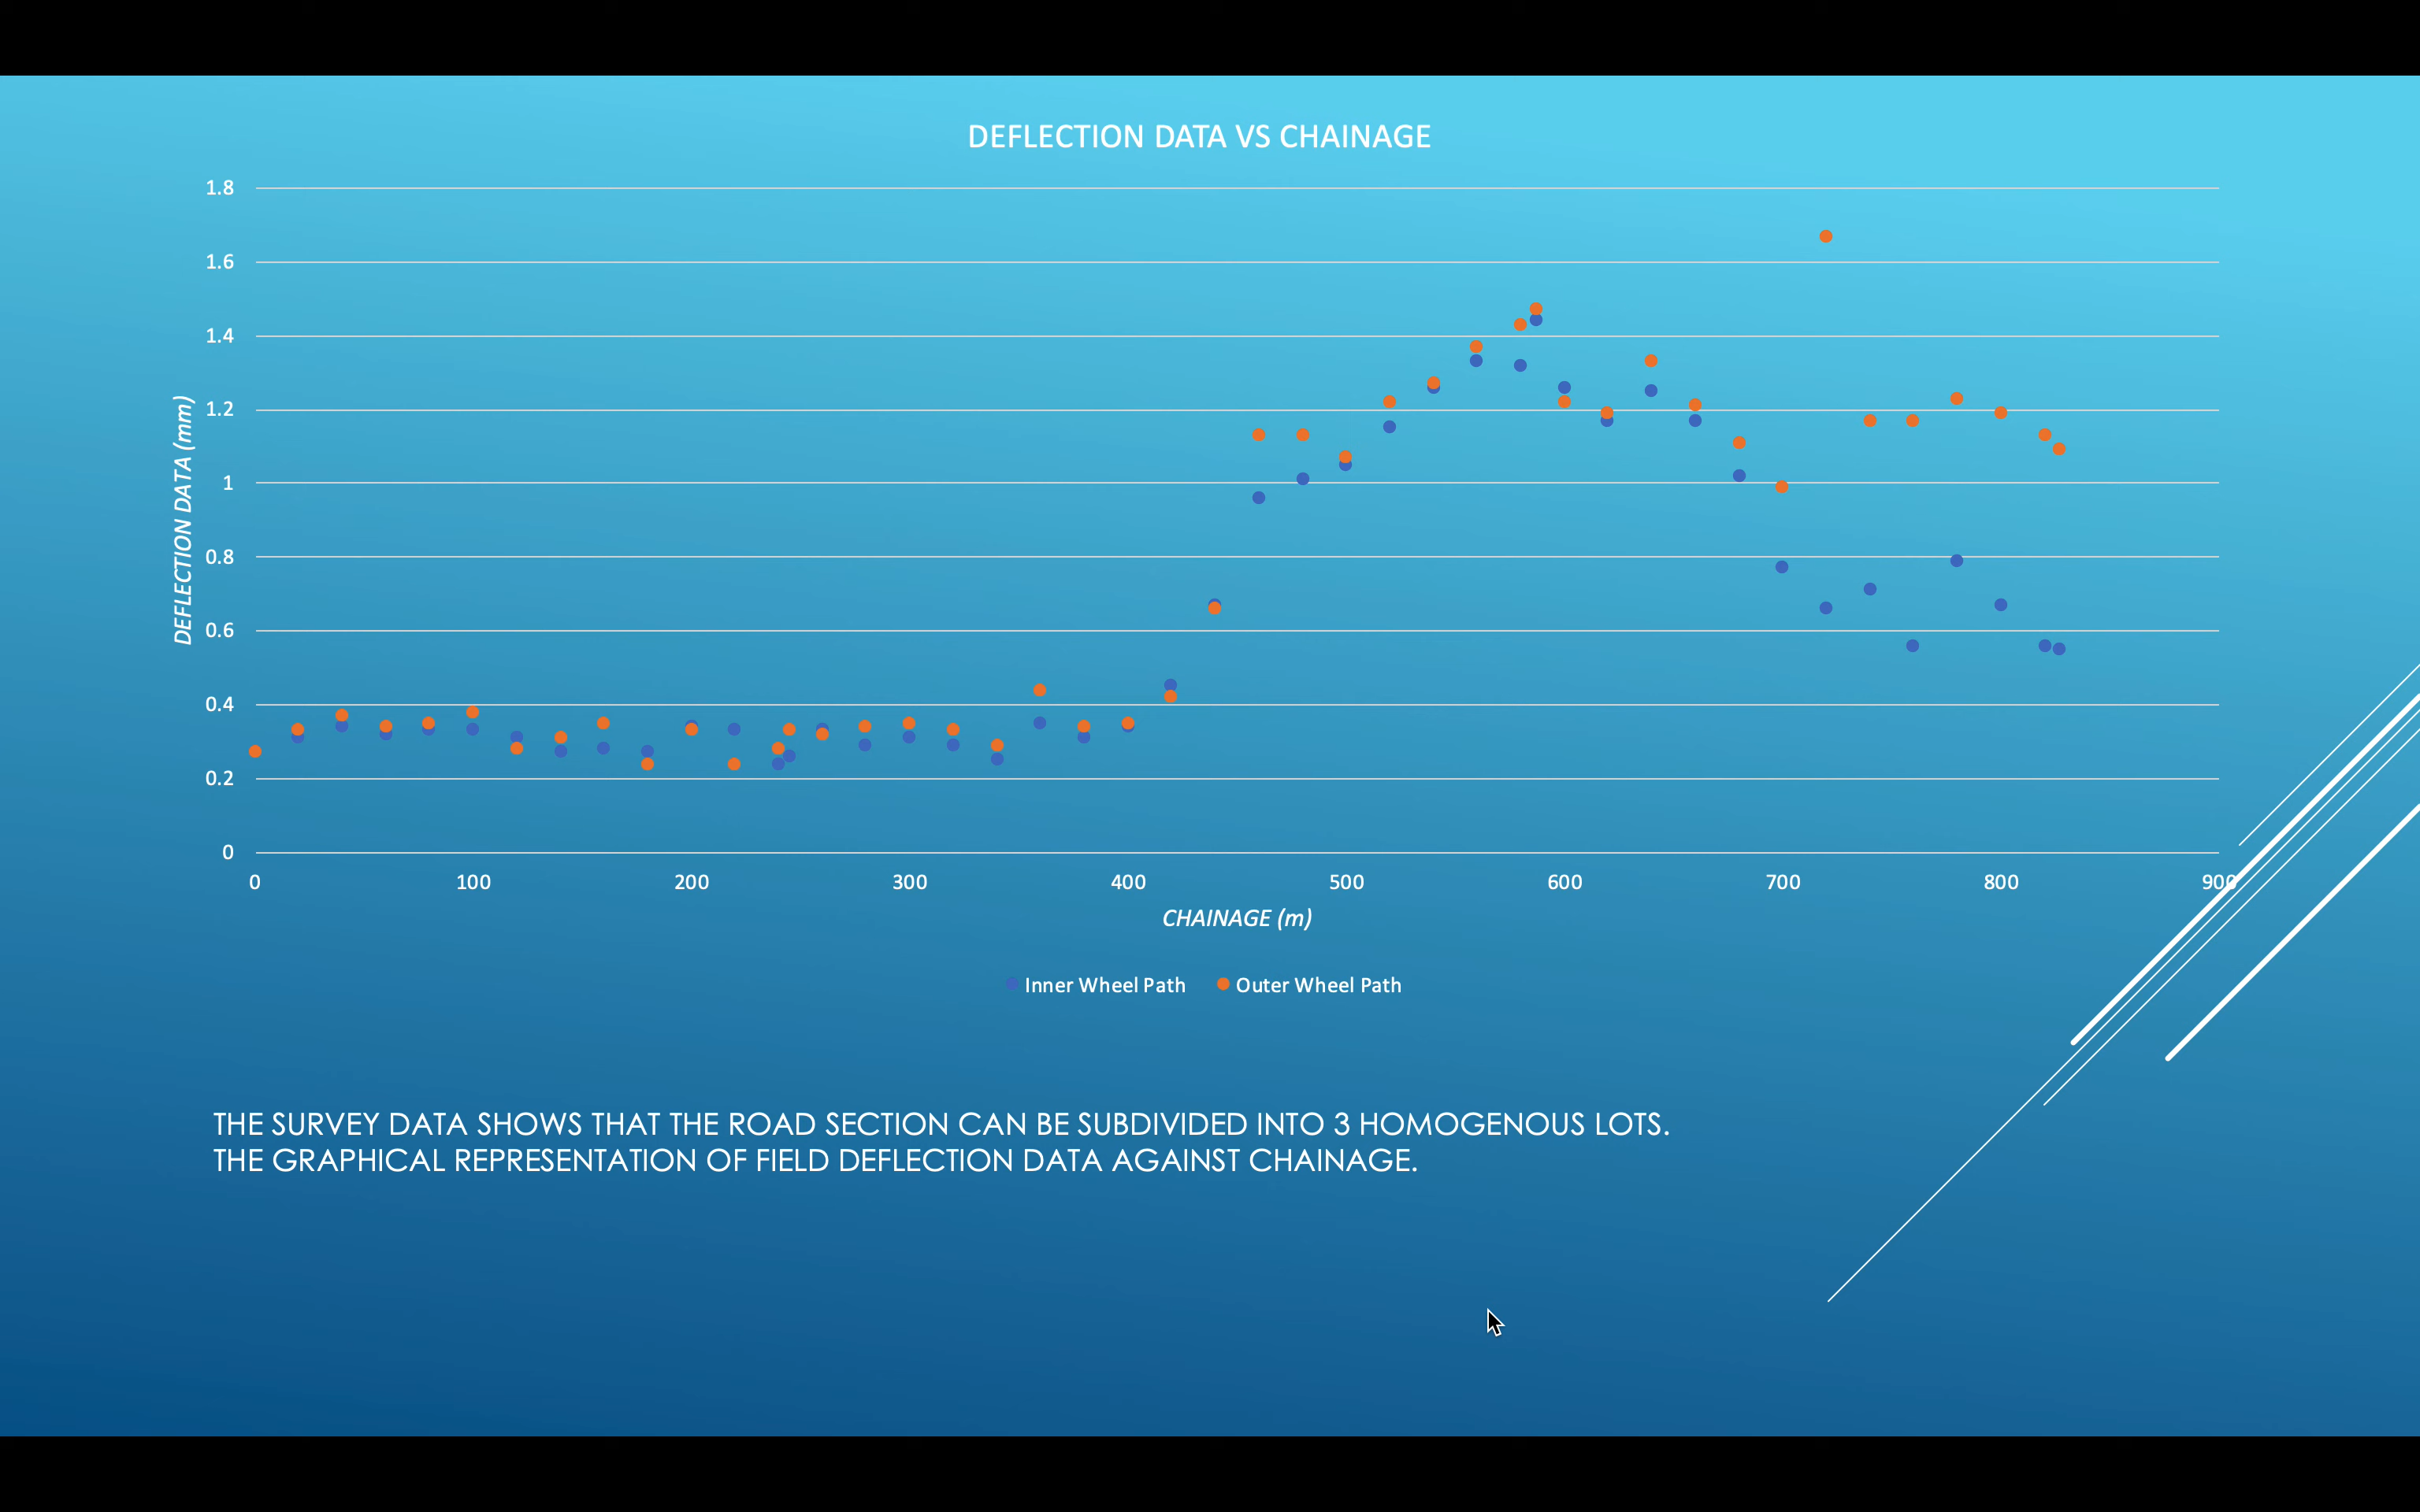 DEFLECTION DATA VS CHAINAGE
1.8
1.6
1.4
1.2
1
0.8
0.6
0.4
0.2
0
DEFLECTION DATA (mm)
0 100 200 300 400 500 600 700 800 900
CHAINAGE (m)
Inner Wheel Path Outer Wheel Path
THE SURVEY DATA SHOWS THAT THE ROAD SECTION CAN BE SUBDIVIDED INTO 3 HOMOGENOUS LOTS.
THE GRAPHICAL REPRESENTATION OF FIELD DEFLECTION DATA AGAINST CHAINAGE.